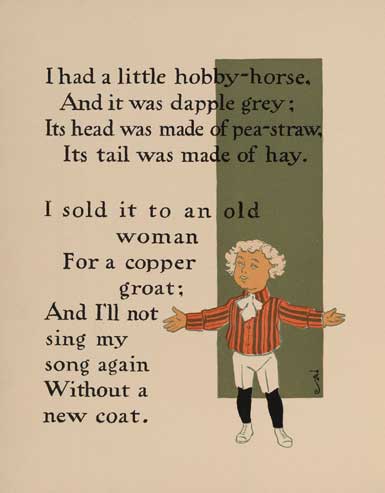 I had a little hobby-horse,
And it was dapple grey;
Its head was made of pea-straw,
Its tail was made of hay.
I sold it to an old
woman
For a copper
groat;
And I'll not
sing my
song again
Without a
new coat.